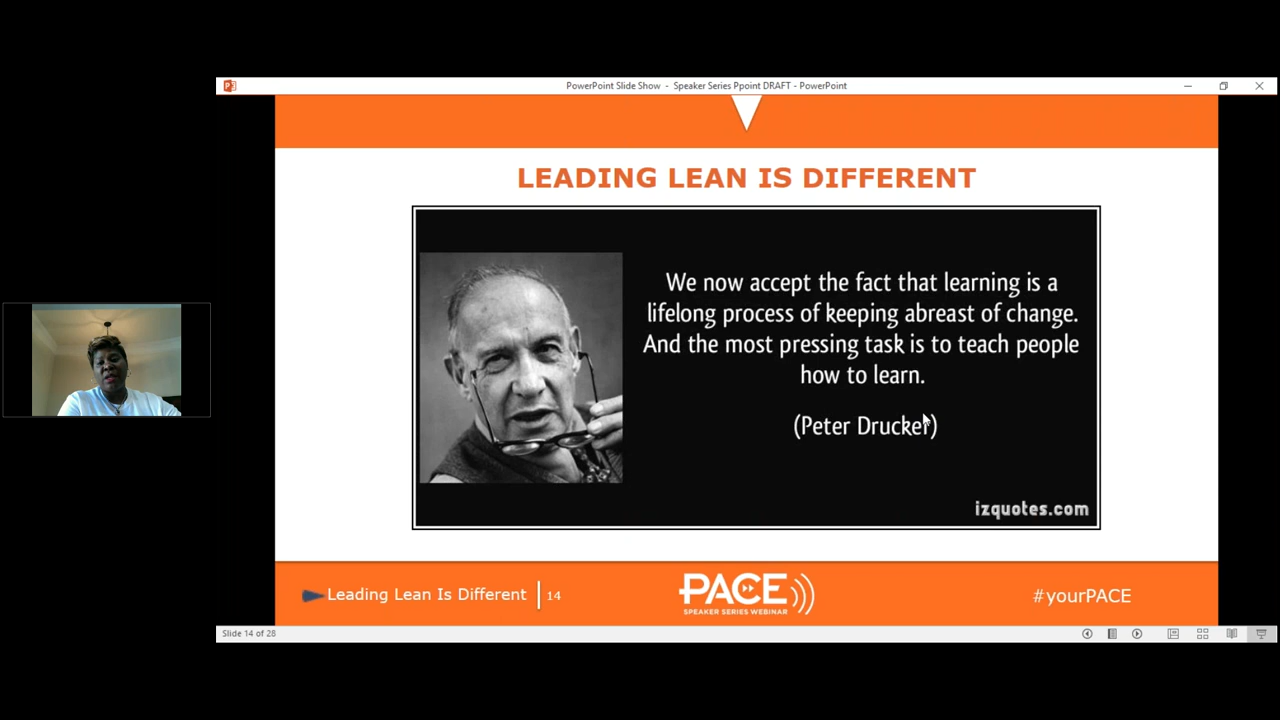 PowerPoint Slide Show - Speaker Series Ppoint DRAFT - PowerPoint
LEADING LEAN IS DIFFERENT
We now accept the fact that learning is a
lifelong process of keeping abreast of change.
And the most pressing task is to teach people
how to learn.
(Peter Drucker)
izquotes.com
Leading Lean Is Different
14
PACE
SPEAKER SERIES WEBINAR
#yourPACE
Slide 14 of 28